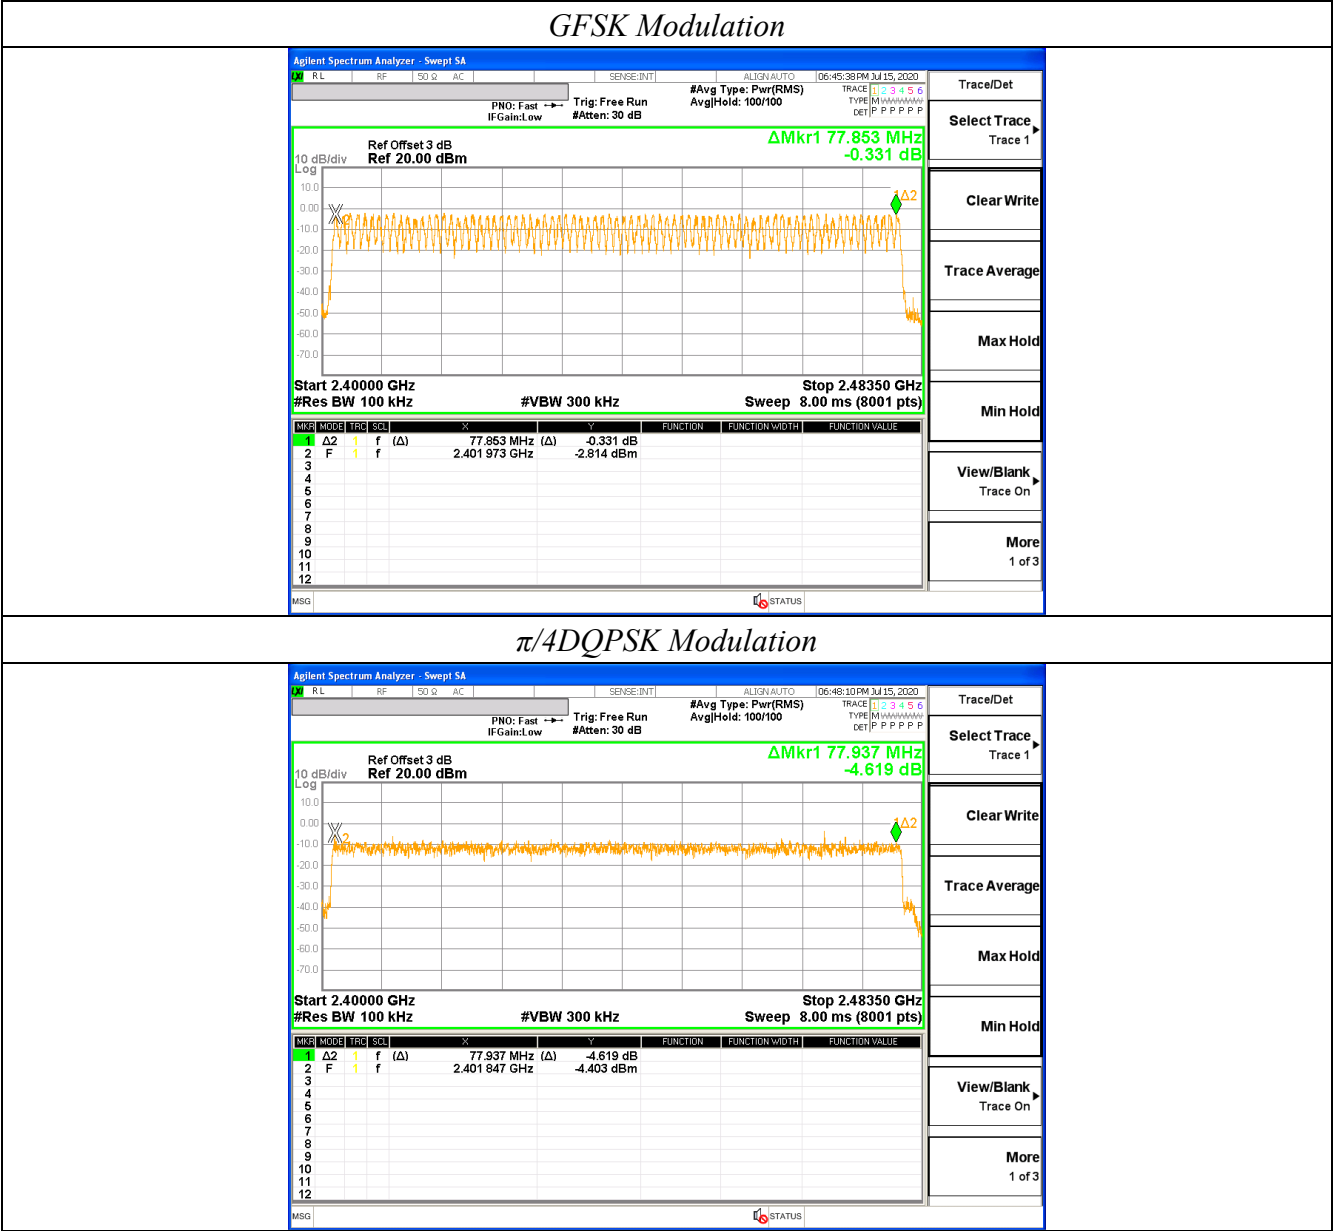 GFSK Modulation
Agilent Spectrum Analyzer - Swept SA
LXI RL RF 50 Ω AC SENSE:INT ALIGN AUTO 06:45:38 PM Jul 15, 2020
PNO: Fast Trig: Free Run #Avg Type: Pwr(RMS) TRACE 1 2 3 4 5 6
IFGain:Low #Atten: 30 dB Avg|Hold: 100/100 TYPE M WWWWW
DET P P P P P P
Ref Offset 3 dB ΔMkr1 77.853 MHz
10 dB/div Ref 20.00 dBm -0.331 dB
Log
10.0
0.00
-10.0
-20.0
-30.0
-40.0
-50.0
-60.0
-70.0
2
1Δ2
Start 2.40000 GHz Stop 2.48350 GHz
#Res BW 100 kHz #VBW 300 kHz Sweep 8.00 ms (8001 pts)
MKR MODE TRC SCL X Y FUNCTION FUNCTION WIDTH FUNCTION VALUE
1 Δ2 1 f (Δ) 77.853 MHz (Δ) -0.331 dB
2 F 1 f 2.401 973 GHz -2.814 dBm
3
4
5
6
7
8
9
10
11
12
MSG STATUS
Trace/Det
Select Trace
Trace 1
Clear Write
Trace Average
Max Hold
Min Hold
View/Blank
Trace On
More
1 of 3
π/4DQPSK Modulation
Agilent Spectrum Analyzer - Swept SA
LXI RL RF 50 Ω AC SENSE:INT ALIGN AUTO 06:48:10 PM Jul 15, 2020
PNO: Fast Trig: Free Run #Avg Type: Pwr(RMS) TRACE 1 2 3 4 5 6
IFGain:Low #Atten: 30 dB Avg|Hold: 100/100 TYPE M WWWWW
DET P P P P P P
Ref Offset 3 dB ΔMkr1 77.937 MHz
10 dB/div Ref 20.00 dBm -4.619 dB
Log
10.0
0.00
-10.0
-20.0
-30.0
-40.0
-50.0
-60.0
-70.0
2
1Δ2
Start 2.40000 GHz Stop 2.48350 GHz
#Res BW 100 kHz #VBW 300 kHz Sweep 8.00 ms (8001 pts)
MKR MODE TRC SCL X Y FUNCTION FUNCTION WIDTH FUNCTION VALUE
1 Δ2 1 f (Δ) 77.937 MHz (Δ) -4.619 dB
2 F 1 f 2.401 847 GHz -4.403 dBm
3
4
5
6
7
8
9
10
11
12
MSG STATUS
Trace/Det
Select Trace
Trace 1
Clear Write
Trace Average
Max Hold
Min Hold
View/Blank
Trace On
More
1 of 3